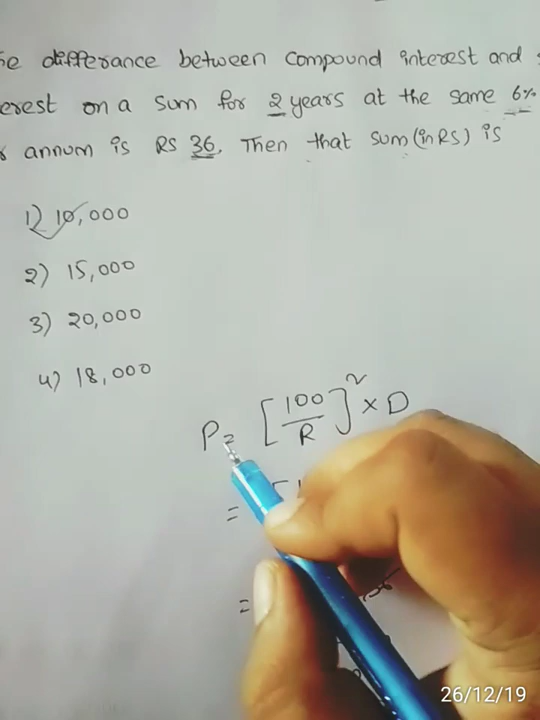 differance between compound interest and
on a sum for 2 years at the same 6%
annum is RS 36. Then that sum (in RS) is
1) 10,000
2) 15,000
3) 20,000
4) 18,000
P = [100/R]² × D
=
=
26/12/19